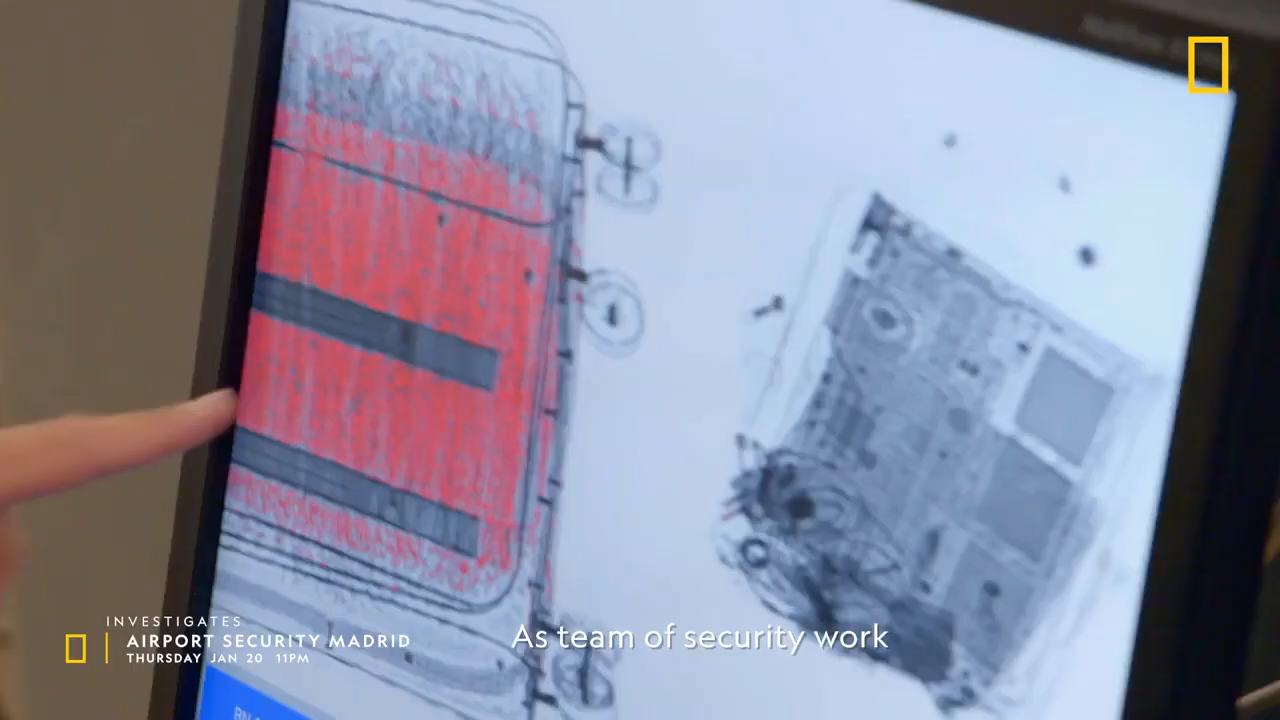 INVESTIGATES
AIRPORT SECURITY MADRID
THURSDAY JAN 20 11PM
As team of security work